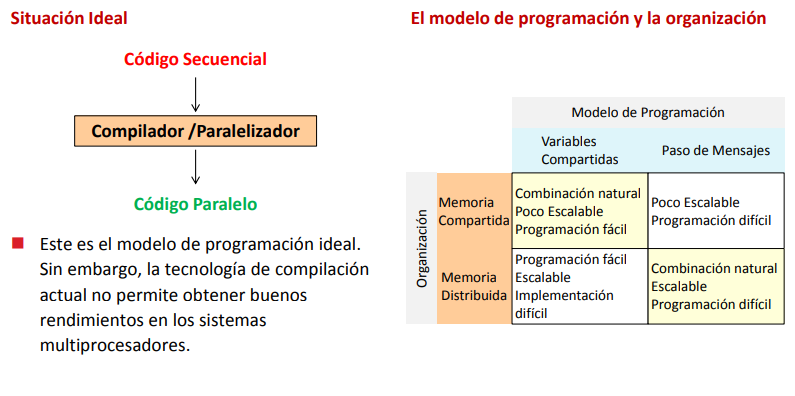 Situación Ideal
Código Secuencial
Compilador /Paralelizador
Código Paralelo
Este es el modelo de programación ideal.
Sin embargo, la tecnología de compilación
actual no permite obtener buenos
rendimientos en los sistemas
multiprocesadores.
El modelo de programación y la organización
Modelo de Programación
Variables
Compartidas
Paso de Mensajes
Organización
Memoria
Compartida
Combinación natural
Poco Escalable
Programación fácil
Poco Escalable
Programación difícil
Memoria
Distribuida
Programación fácil
Escalable
Implementación
difícil
Combinación natural
Escalable
Programación difícil